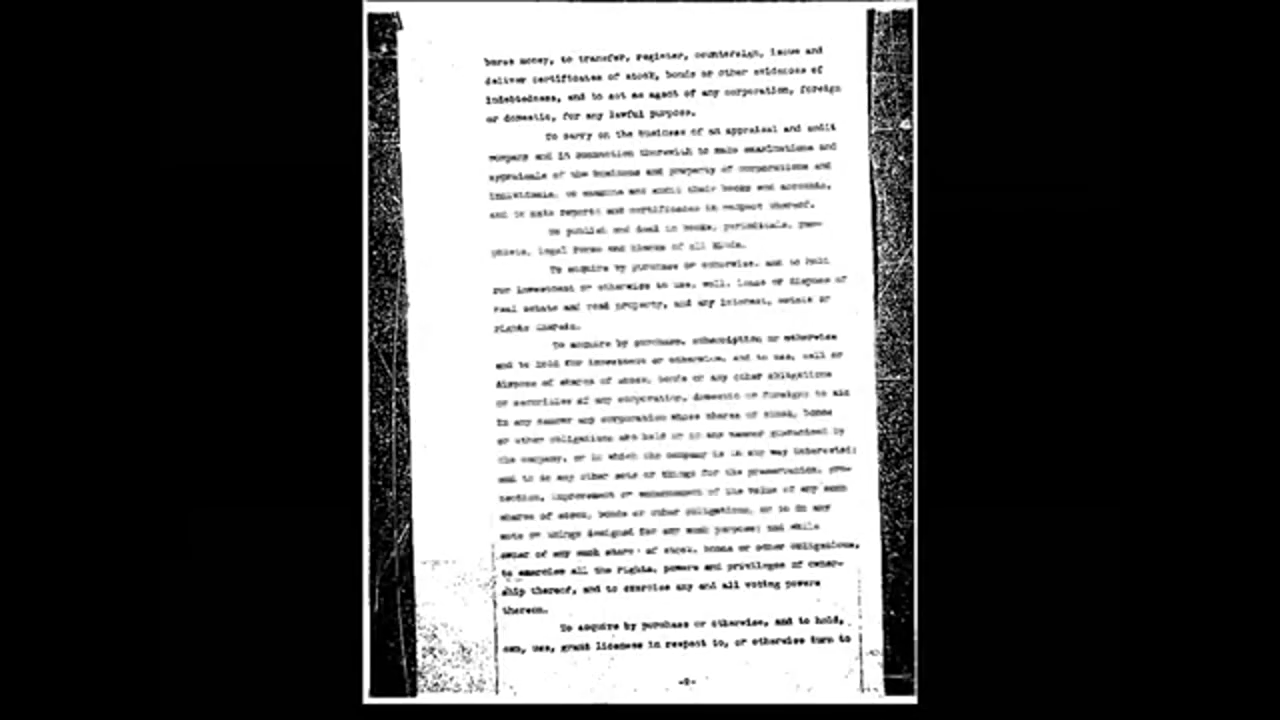 burse money, to transfer, register, countersign, issue and
deliver certificates of stock, bonds or other evidences of
indebtedness, and to act as agent of any corporation, foreign
or domestic, for any lawful purpose.
To carry on the business of an appraisal and audit
company and in connection therewith to make examinations and
appraisals of the business and property of corporations and
individuals, to examine and audit their books and accounts,
and to make reports and certificates in respect thereof.
To publish and deal in books, periodicals, pam-
phlets, legal forms and blanks of all kinds.
To acquire by purchase or otherwise, and to hold
for investment or otherwise to use, sell, lease or dispose of
real estate and real property, and any interest, estate or
rights therein.
To acquire by purchase, subscription or otherwise
and to hold for investment or otherwise, and to use, sell or
dispose of shares of stock, bonds or any other obligations
or securities of any corporation, domestic or foreign; to aid
in any manner any corporation whose shares of stock, bonds
or other obligations are held or in any manner guaranteed by
the company, or in which the company is in any way interested;
and to do any other acts or things for the preservation, pro-
tection, improvement or enhancement of the value of any such
shares of stock, bonds or other obligations, or to do any
acts or things designed for any such purpose; and while
owner of any such shares of stock, bonds or other obligations,
to exercise all the rights, powers and privileges of owner-
ship thereof, and to exercise any and all voting powers
thereon.
To acquire by purchase or otherwise, and to hold,
own, use, grant licenses in respect to, or otherwise turn to